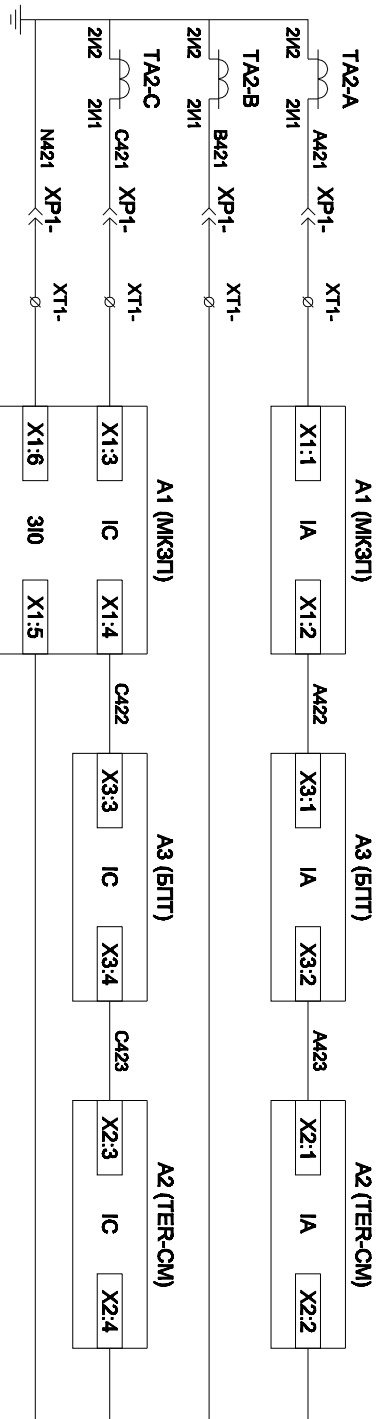 TA2-A
A1 (МКЗП)
A3 (БПТ)
A2 (TER-CM)
A421
XP1-
XT1-
A422
A423
X1:1
IA
X1:2
X3:1
IA
X3:2
X2:1
IA
X2:2
2И2
2И1
TA2-B
B421
XP1-
XT1-
2И2
2И1
TA2-C
A1 (МКЗП)
A3 (БПТ)
A2 (TER-CM)
C421
XP1-
XT1-
C422
C423
X1:3
IC
X1:4
X3:3
IC
X3:4
X2:3
IC
X2:4
2И2
2И1
N421
XP1-
XT1-
X1:6
3I0
X1:5